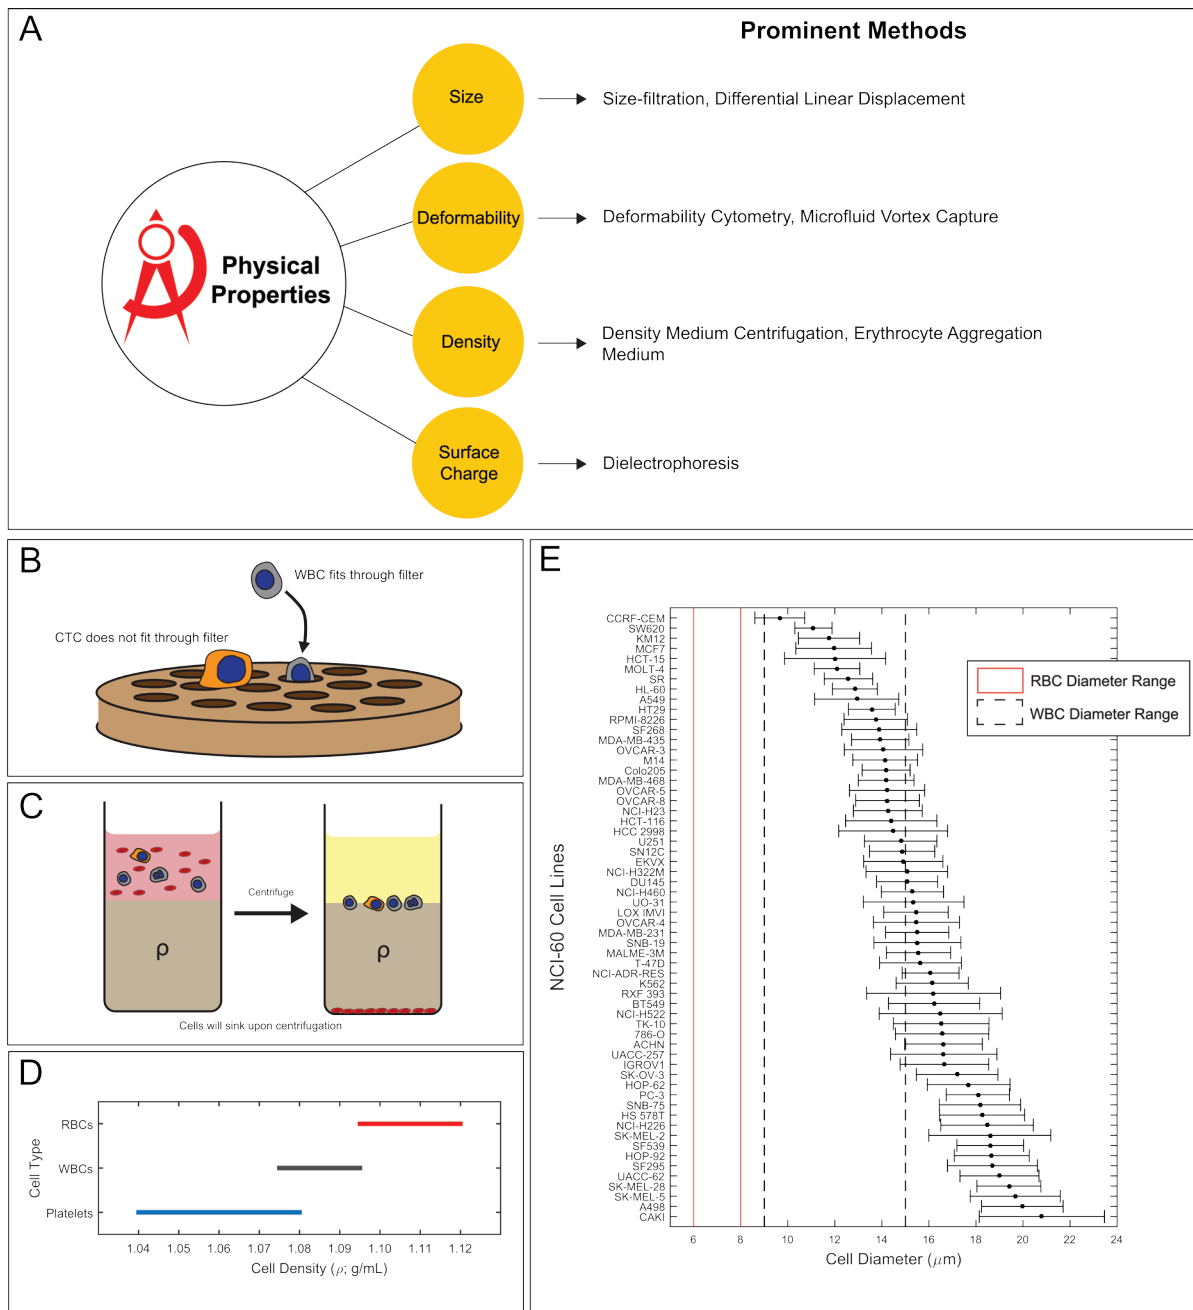 A
Prominent Methods
Size
Size-filtration, Differential Linear Displacement
Deformability
Deformability Cytometry, Microfluid Vortex Capture
Physical
Properties
Density
Density Medium Centrifugation, Erythrocyte Aggregation
Medium
Surface
Charge
Dielectrophoresis
B
WBC fits through filter
CTC does not fit through filter
C
Centrifuge
ρ
ρ
Cells will sink upon centrifugation
D
Cell Type
RBCs
WBCs
Platelets
1.04 1.05 1.06 1.07 1.08 1.09 1.10 1.11 1.12
Cell Density (ρ; g/mL)
E
NCI-60 Cell Lines
CCRF-CEM
SW620
KM12
MCF7
HCT-15
MOLT-4
SR
HL-60
A549
HT29
RPMI-8226
SF268
MDA-MB-435
OVCAR-3
M14
Colo205
MDA-MB-468
OVCAR-5
OVCAR-8
NCI-H23
HCT-116
HCC 2998
U251
SN12C
EKVX
NCI-H322M
DU145
NCI-H460
UO-31
LOX IMVI
OVCAR-4
MDA-MB-231
SNB-19
MALME-3M
T-47D
NCI-ADR-RES
K562
RXF 393
BT549
NCI-H522
TK-10
786-O
ACHN
UACC-257
IGROV1
SK-OV-3
HOP-62
PC-3
SNB-75
HS 578T
NCI-H226
SK-MEL-2
SF539
HOP-92
SF295
UACC-62
SK-MEL-28
SK-MEL-5
A498
CAKI
RBC Diameter Range
WBC Diameter Range
6 8 10 12 14 16 18 20 22 24
Cell Diameter (μm)